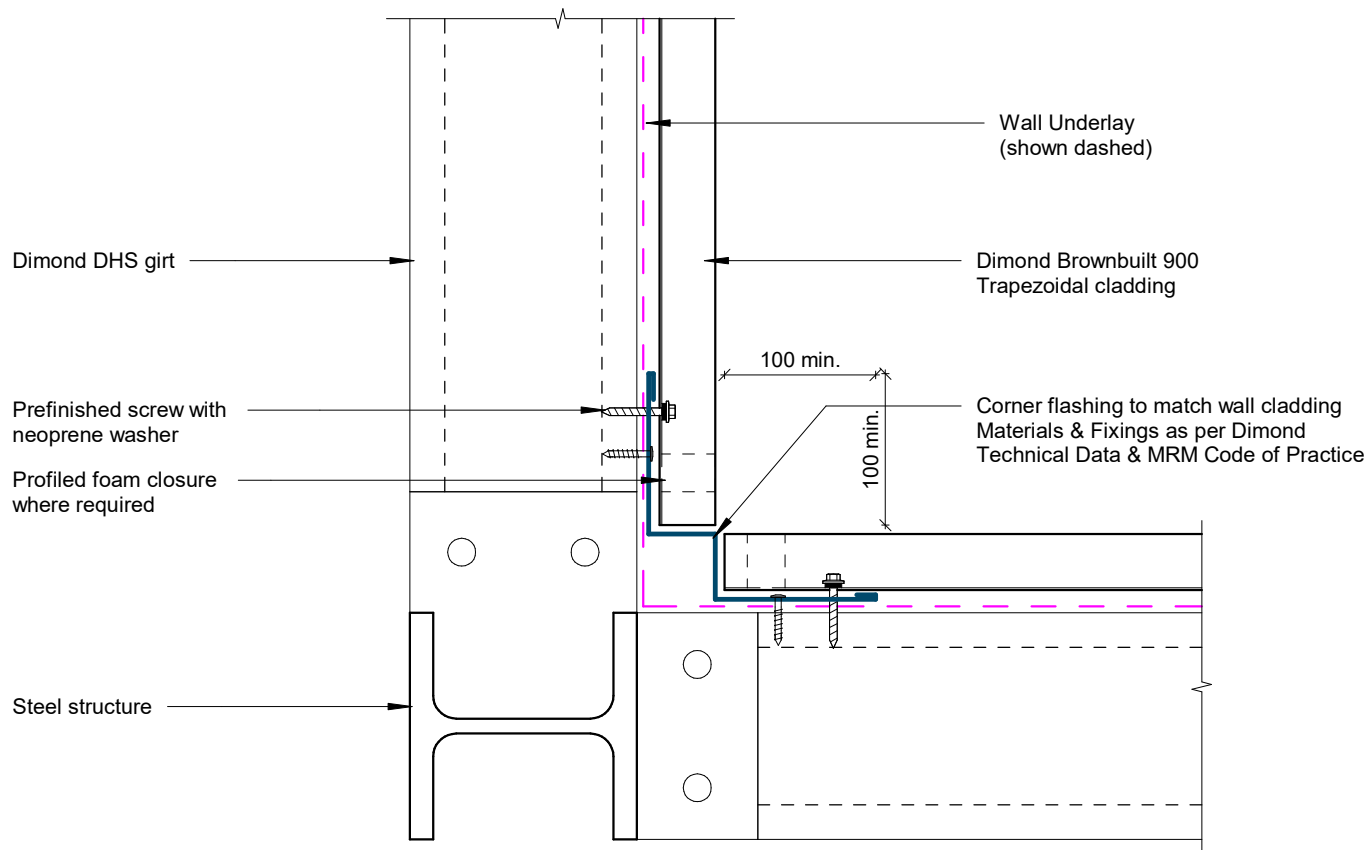 Wall Underlay
(shown dashed)
Dimond DHS girt
Dimond Brownbuilt 900
Trapezoidal cladding
100 min.
100 min.
Prefinished screw with
neoprene washer
Corner flashing to match wall cladding
Materials & Fixings as per Dimond
Technical Data & MRM Code of Practice
Profiled foam closure
where required
Steel structure